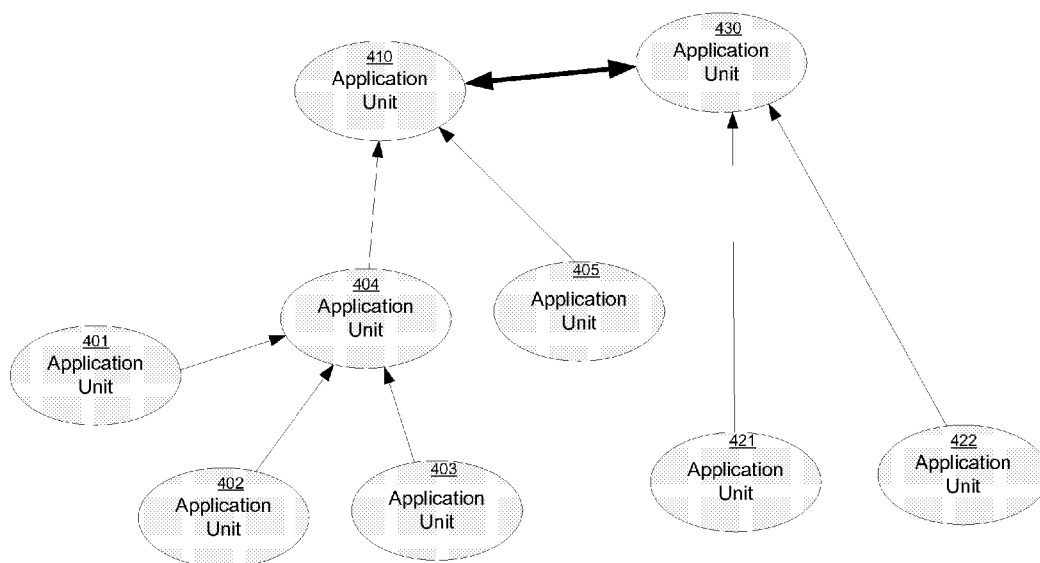 410
Application
Unit
430
Application
Unit
404
Application
Unit
405
Application
Unit
401
Application
Unit
402
Application
Unit
403
Application
Unit
421
Application
Unit
422
Application
Unit